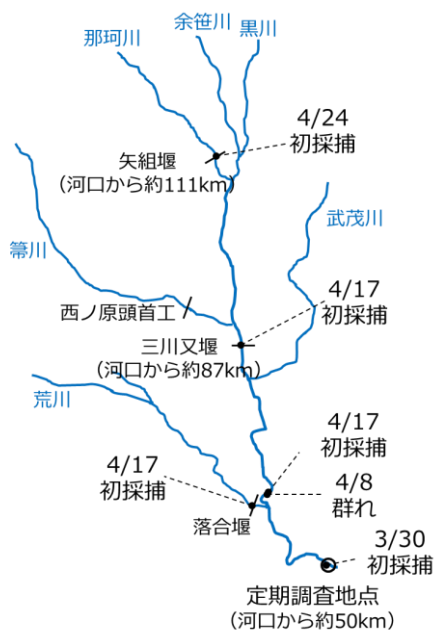 余笹川
黒川
那珂川
4/24
初採捕
矢組堰
(河口から約111km)
武茂川
箒川
4/17
初採捕
西ノ原頭首工
三川又堰
(河口から約87km)
荒川
4/17
初採捕
4/17
初採捕
4/8
群れ
落合堰
3/30
初採捕
定期調査地点
(河口から約50km)